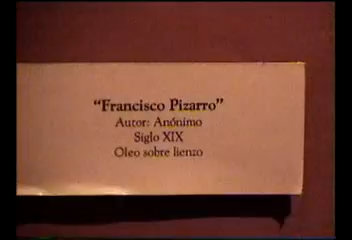 “Francisco Pizarro”
Autor: Anónimo
Siglo XIX
Oleo sobre lienzo